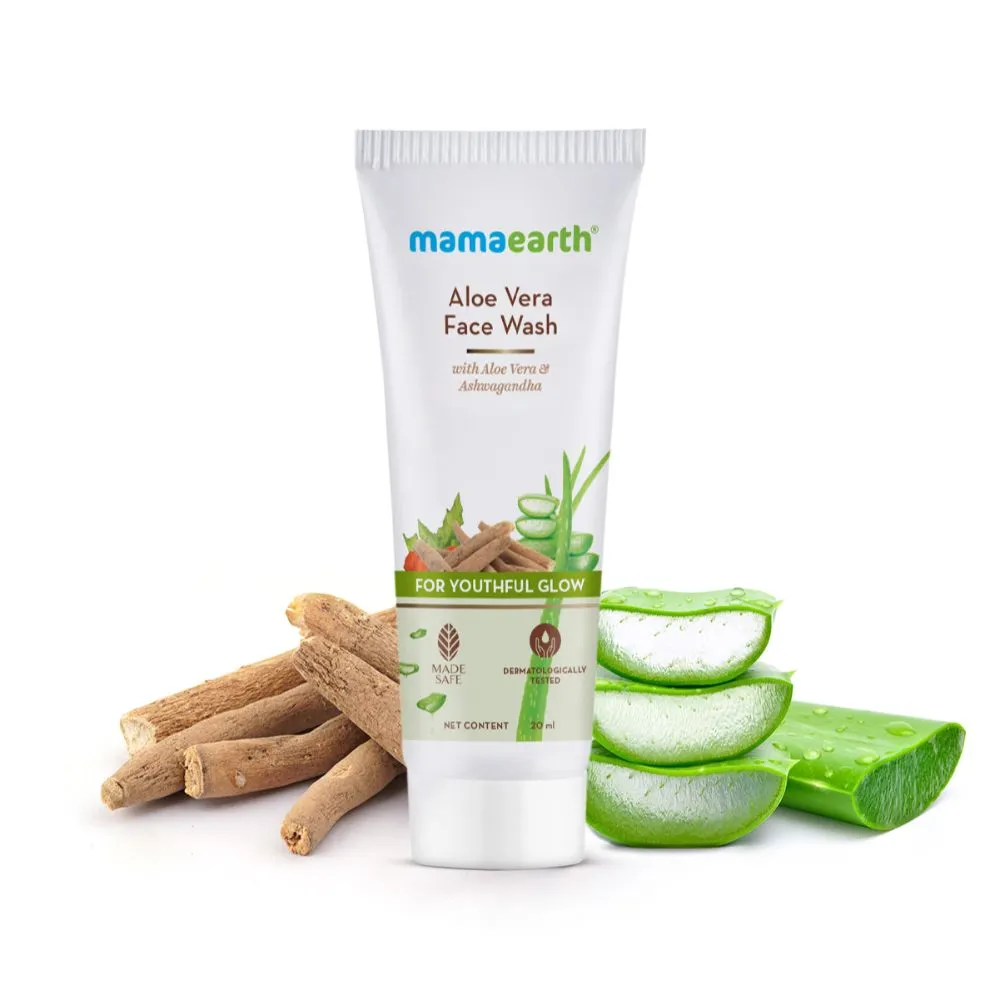 mamaearth®
Aloe Vera
Face Wash
with Aloe Vera &
Ashwagandha
FOR YOUTHFUL GLOW
MADE
SAFE
DERMATOLOGICALLY
TESTED
NET CONTENT 20 ml